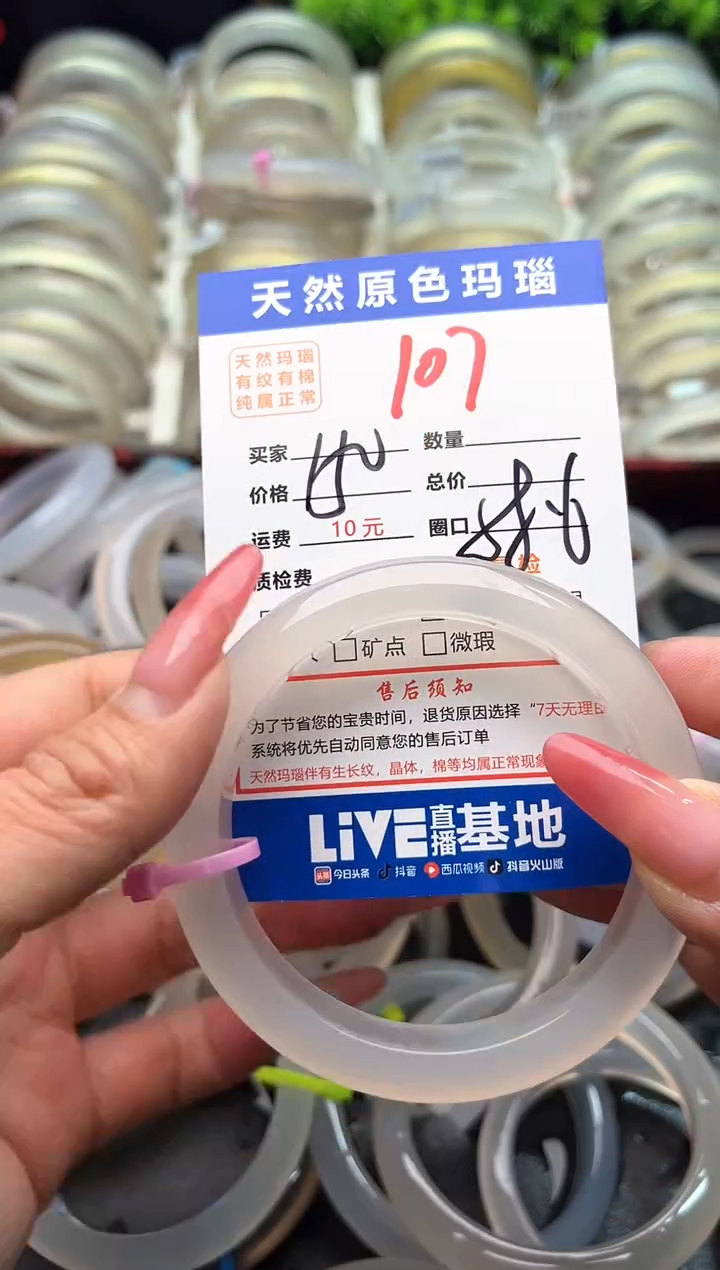 天然原色玛瑙
天然玛瑙
有纹有棉
纯属正常
107
买家
数量
价格
总价
运费 10元
圈口
质检费
检
矿点 微瑕
售后须知
为了节省您的宝贵时间，退货原因选择“7天无理由
系统将优先自动同意您的售后订单
天然玛瑙伴有生长纹，晶体，棉等均属正常现象
LiVE直播基地
头条 今日头条 抖音 西瓜视频 抖音火山版